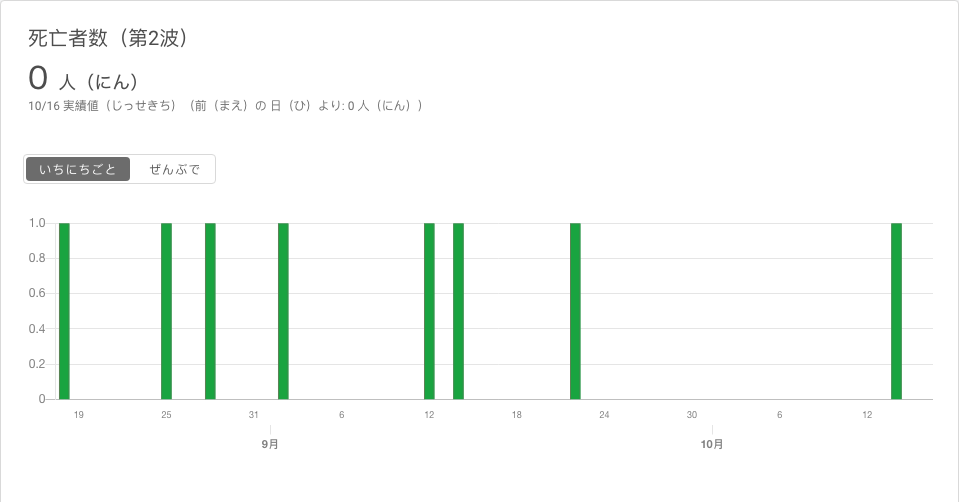 死亡者数（第2波）
0 人（にん）
10/16 実績値（じっせきち）（前（まえ）の 日（ひ）より: 0 人（にん））
いちにちごと ぜんぶで
1.0
0.8
0.6
0.4
0.2
0
19 25 31 6 12 18 24 30 6 12
9月 10月